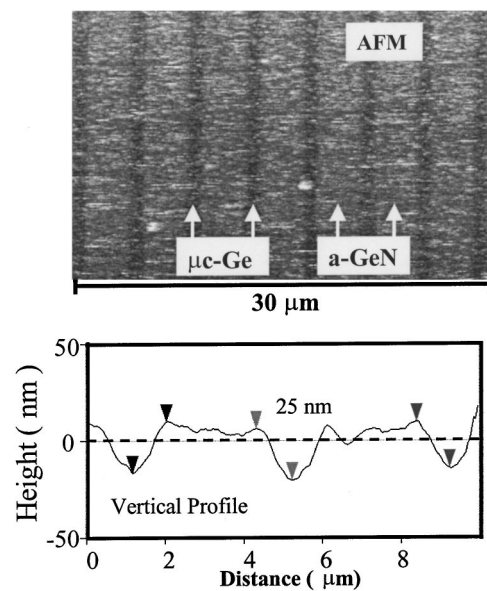 AFM
μc-Ge
a-GeN
30 μm
50
25 nm
0
Height ( nm)
Vertical Profile
-50
0
2
4
6
8
Distance ( μm)